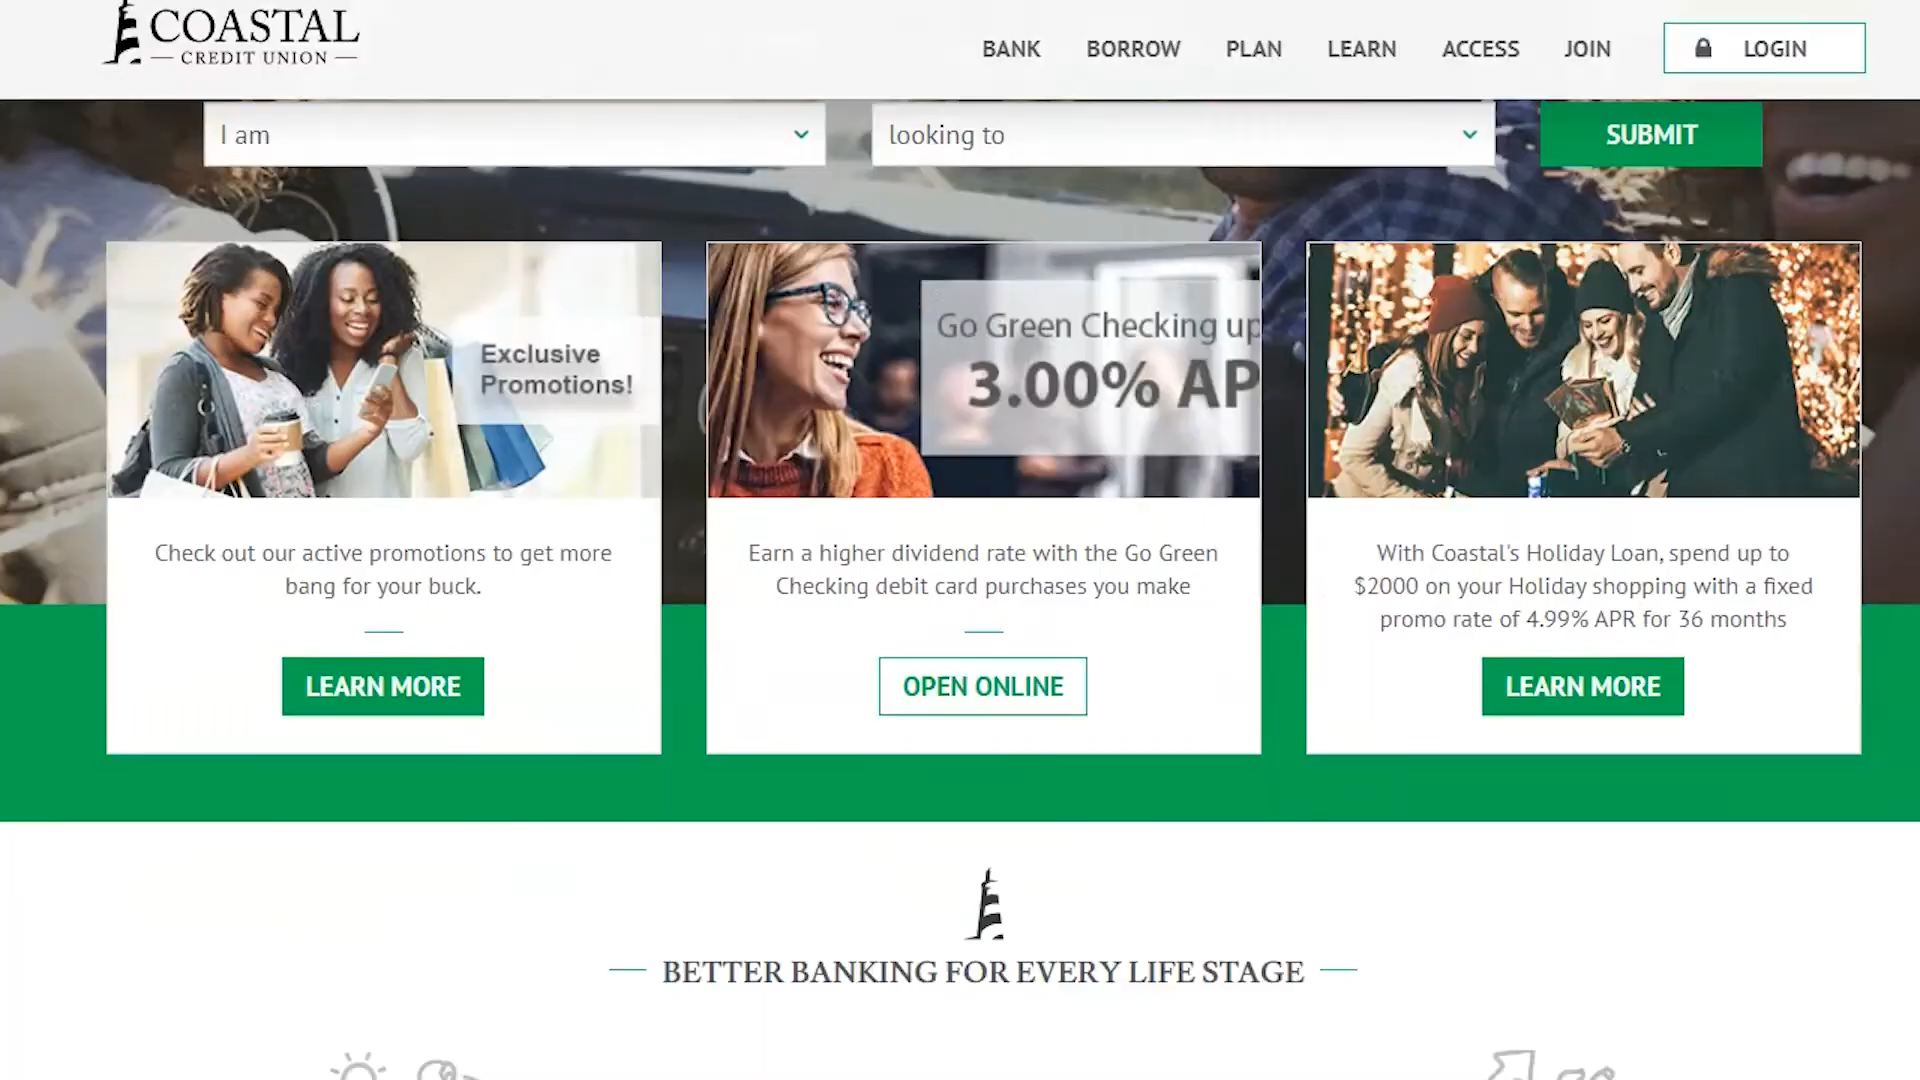 COASTAL
CREDIT UNION
BANK BORROW PLAN LEARN ACCESS JOIN LOGIN
I am looking to SUBMIT
Exclusive
Promotions!
Check out our active promotions to get more
bang for your buck.
LEARN MORE
Go Green Checking up
3.00% AP
Earn a higher dividend rate with the Go Green
Checking debit card purchases you make
OPEN ONLINE
With Coastal's Holiday Loan, spend up to
$2000 on your Holiday shopping with a fixed
promo rate of 4.99% APR for 36 months
LEARN MORE
BETTER BANKING FOR EVERY LIFE STAGE